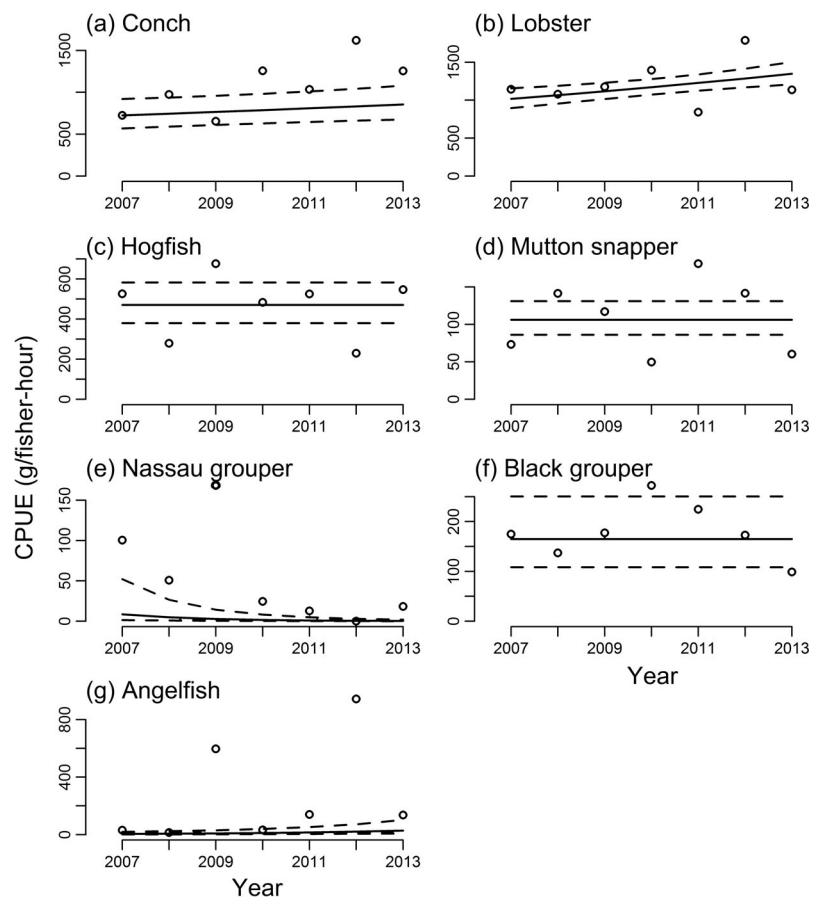 (a) Conch
0 500 1500
2007 2009 2011 2013
(b) Lobster
0 500 1500
2007 2009 2011 2013
(c) Hogfish
0 200 400 600
2007 2009 2011 2013
(d) Mutton snapper
0 50 100
2007 2009 2011 2013
CPUE (g/fisher-hour)
(e) Nassau grouper
0 50 100 150
2007 2009 2011 2013
(f) Black grouper
0 100 200
2007 2009 2011 2013
Year
(g) Angelfish
0 400 800
2007 2009 2011 2013
Year